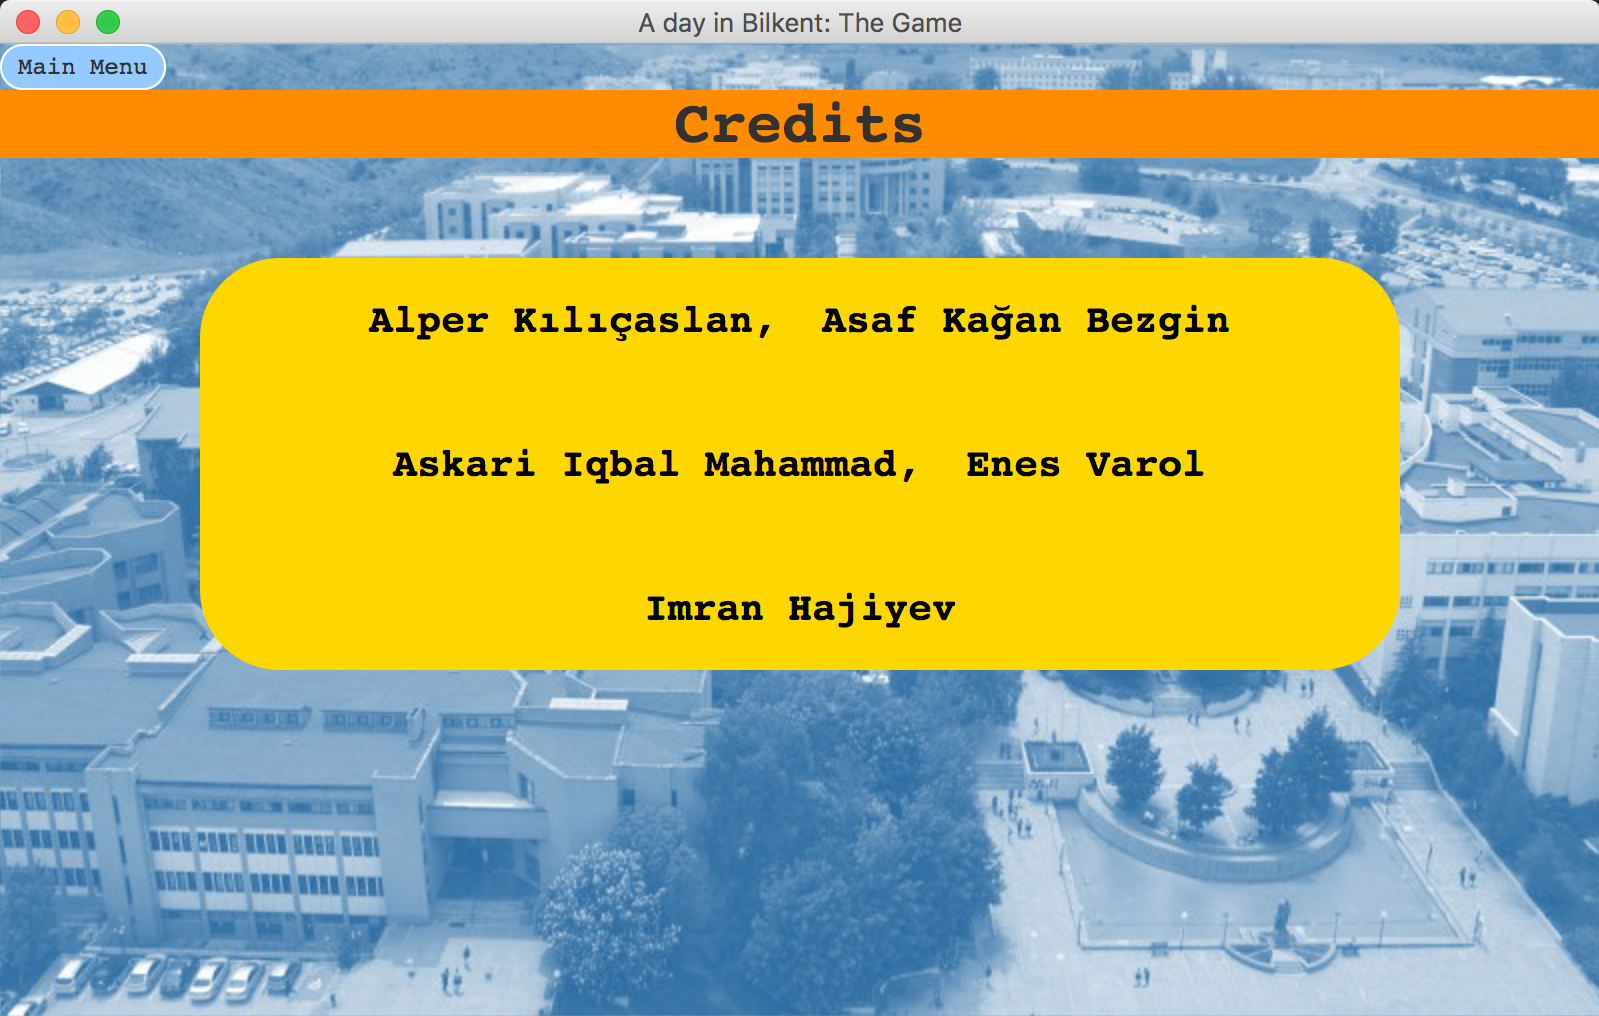 A day in Bilkent: The Game
Main Menu
Credits
Alper Kılıçaslan, Asaf Kağan Bezgin
Askari Iqbal Mahammad, Enes Varol
Imran Hajiyev